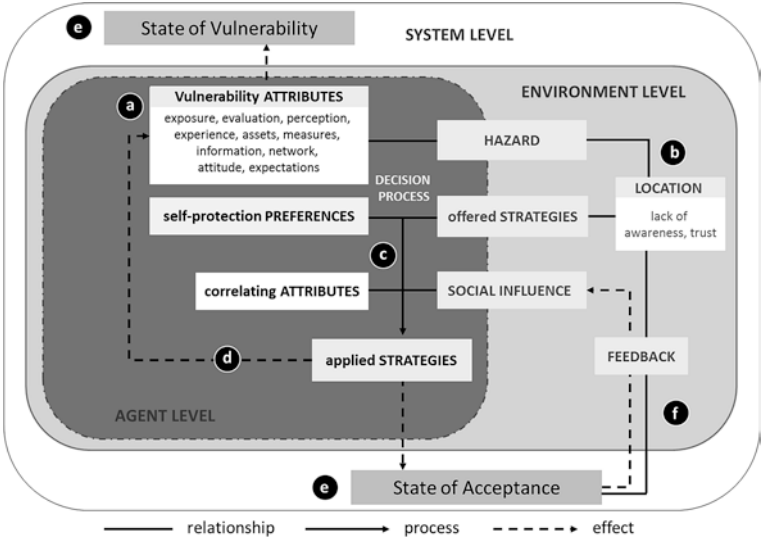 e
State of Vulnerability
SYSTEM LEVEL
a
Vulnerability ATTRIBUTES
exposure, evaluation, perception,
experience, assets, measures,
information, network,
attitude, expectations
ENVIRONMENT LEVEL
HAZARD
b
DECISION
PROCESS
LOCATION
lack of
awareness, trust
self-protection PREFERENCES
offered STRATEGIES
c
correlating ATTRIBUTES
SOCIAL INFLUENCE
d
applied STRATEGIES
FEEDBACK
AGENT LEVEL
f
e
State of Acceptance
relationship
process
effect